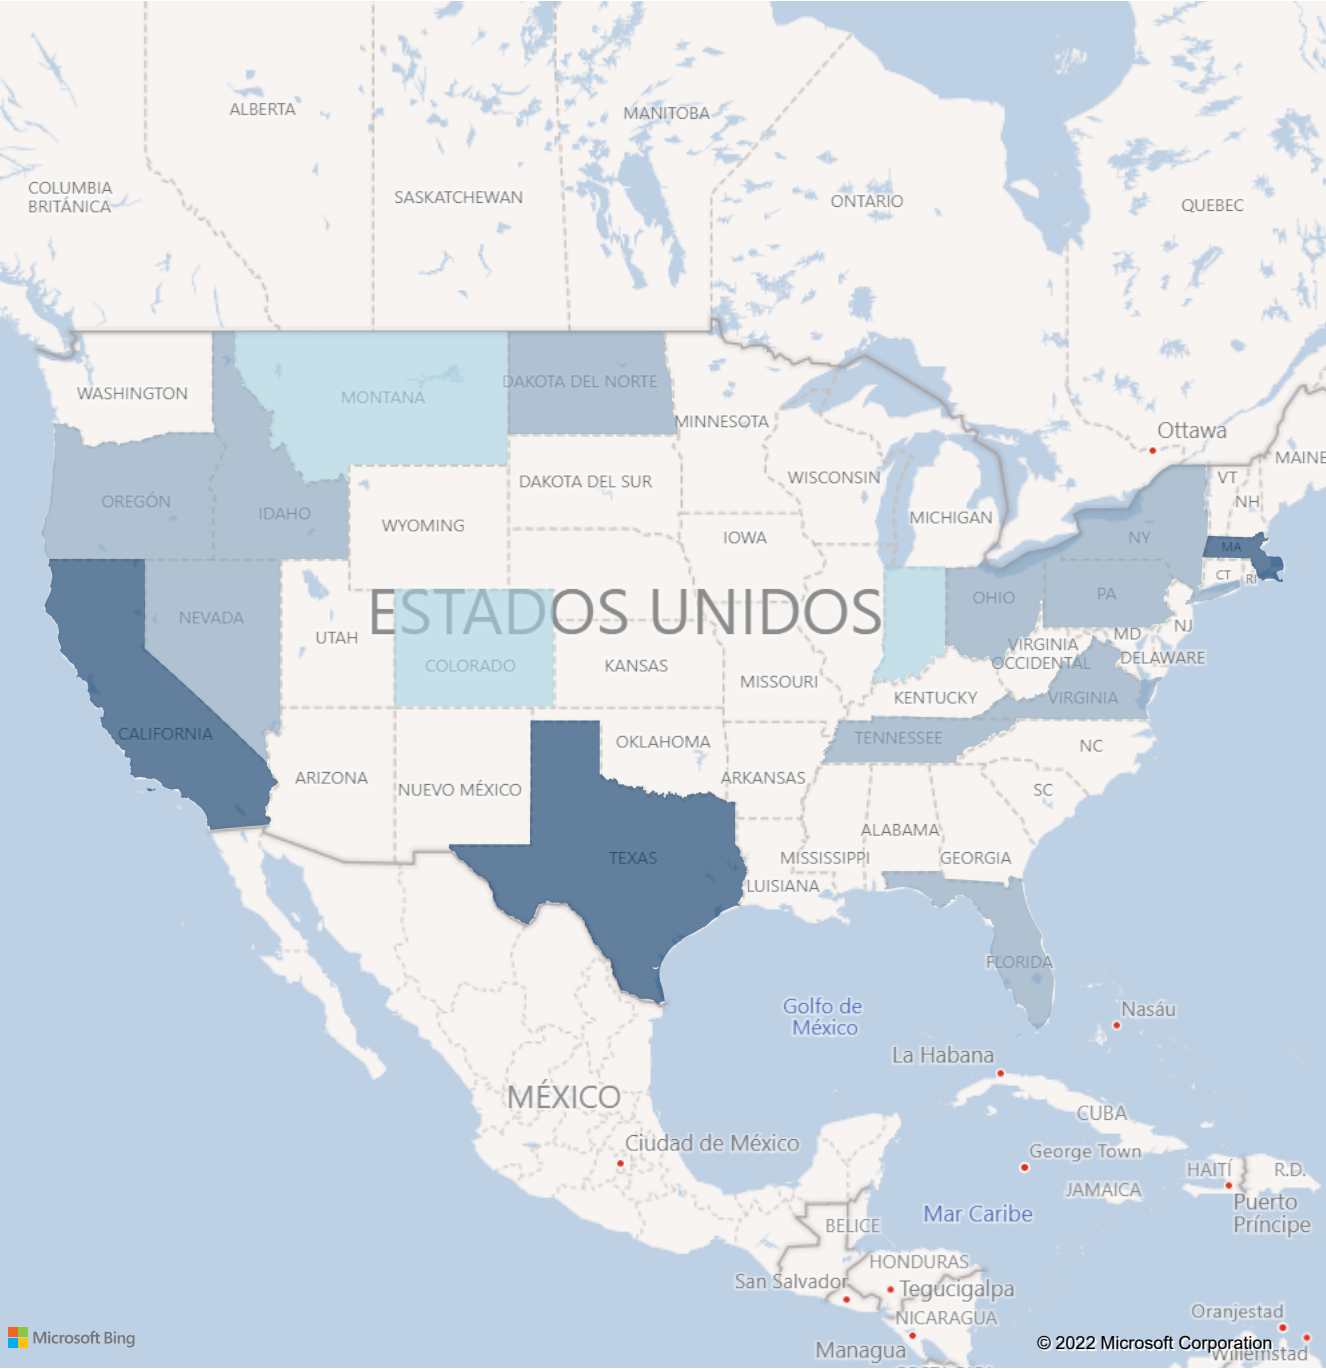 ALBERTA
MANITOBA
COLUMBIA
BRITÁNICA
SASKATCHEWAN
ONTARIO
QUEBEC
WASHINGTON
MONTANA
DAKOTA DEL NORTE
MINNESOTA
Ottawa
MAINE
OREGÓN
IDAHO
WYOMING
DAKOTA DEL SUR
WISCONSIN
MICHIGAN
VT
NH
IOWA
NY
MA
CT
RI
NEVADA
UTAH
ESTADOS UNIDOS
COLORADO
KANSAS
MISSOURI
OHIO
PA
NJ
MD
DELAWARE
VIRGINIA
OCCIDENTAL
KENTUCKY
VIRGINIA
CALIFORNIA
ARIZONA
NUEVO MÉXICO
OKLAHOMA
ARKANSAS
TENNESSEE
NC
SC
TEXAS
ALABAMA
MISSISSIPPI
GEORGIA
LUISIANA
FLORIDA
Golfo de
México
Nasáu
La Habana
MÉXICO
CUBA
Ciudad de México
George Town
HAITÍ
R.D.
JAMAICA
Puerto
Príncipe
Mar Caribe
BELICE
HONDURAS
San Salvador
Tegucigalpa
NICARAGUA
Managua
Oranjestad
Willemstad
Microsoft Bing
© 2022 Microsoft Corporation